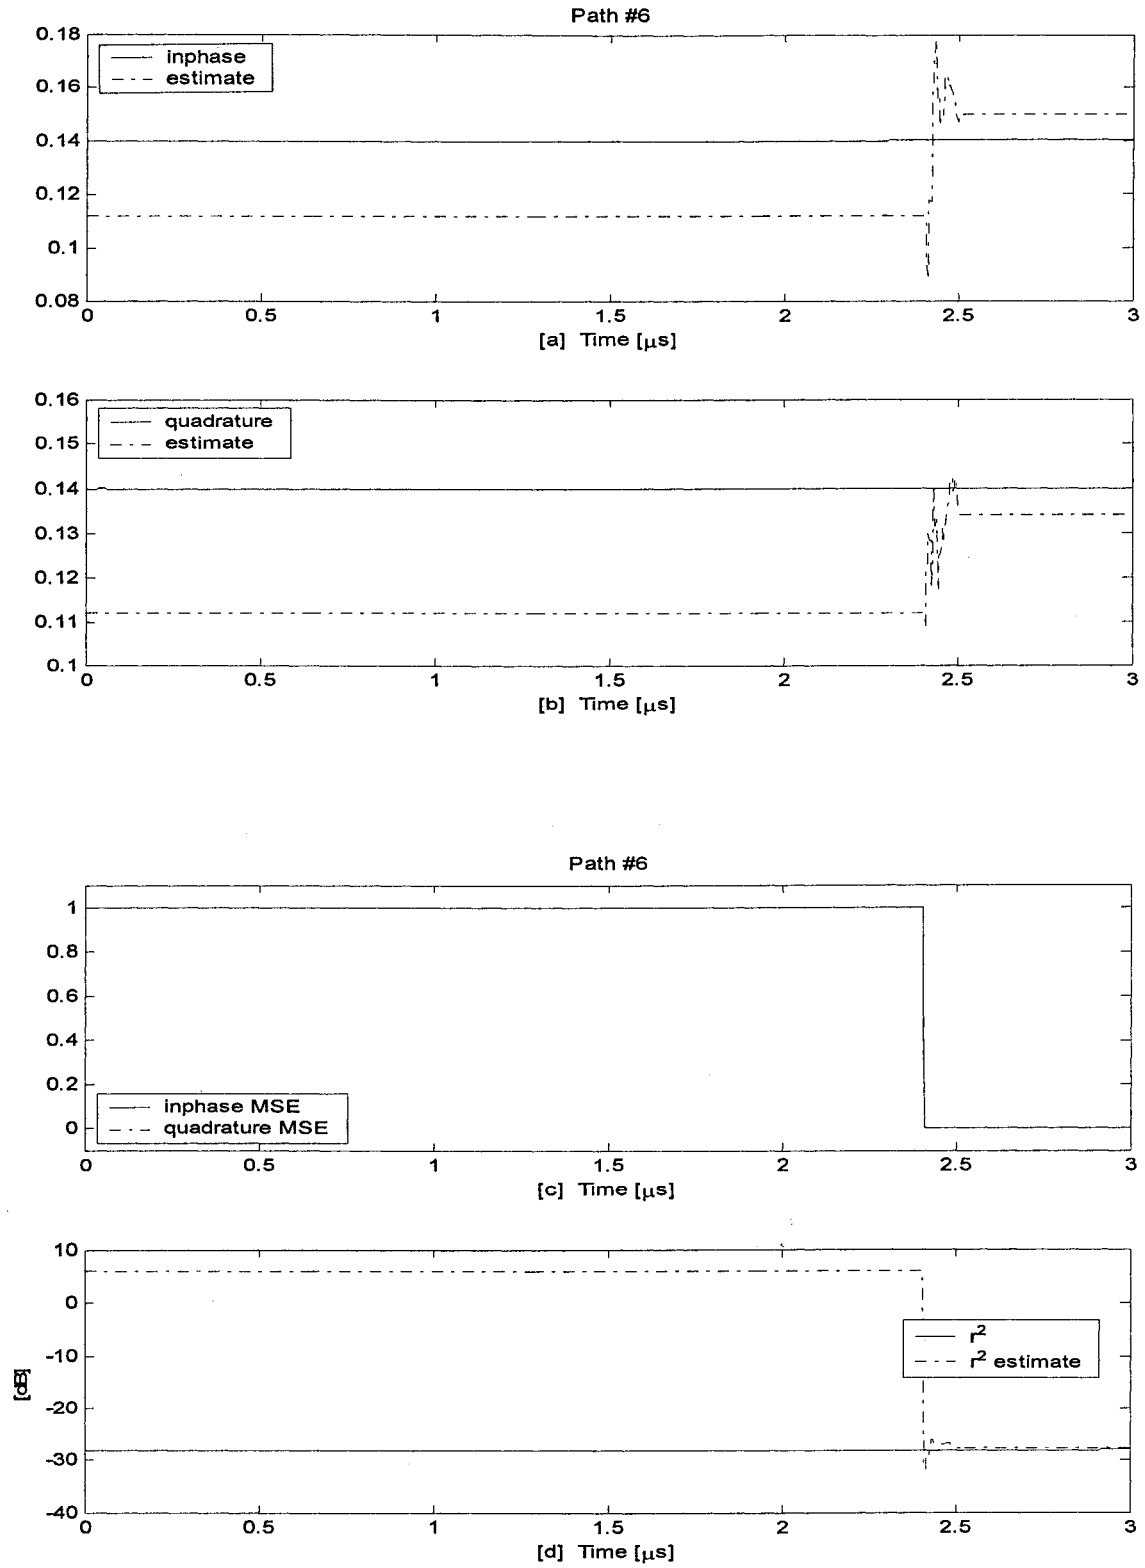 Path #6
0.18
0.16
0.14
0.12
0.1
0.08
inphase
estimate
0 0.5 1 1.5 2 2.5 3
[a] Time [μs]
0.16
0.15
0.14
0.13
0.12
0.11
0.1
quadrature
estimate
0 0.5 1 1.5 2 2.5 3
[b] Time [μs]
Path #6
1
0.8
0.6
0.4
0.2
0
inphase MSE
quadrature MSE
0 0.5 1 1.5 2 2.5 3
[c] Time [μs]
10
0
-10
-20
-30
-40
[dB]
r²
r² estimate
0 0.5 1 1.5 2 2.5 3
[d] Time [μs]